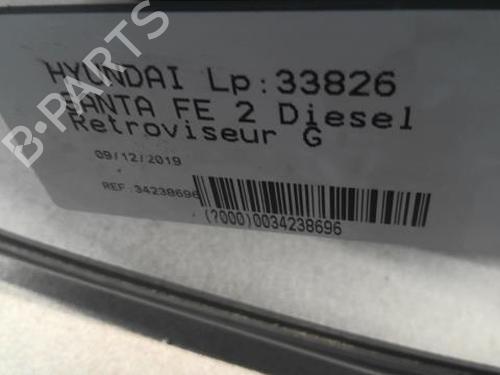 B-PARTS
HYUNDAI Lp:33826
SANTA FE 2 Diesel
Retroviseur G
09/12/2019
REF:34238696
(7000)0034238696